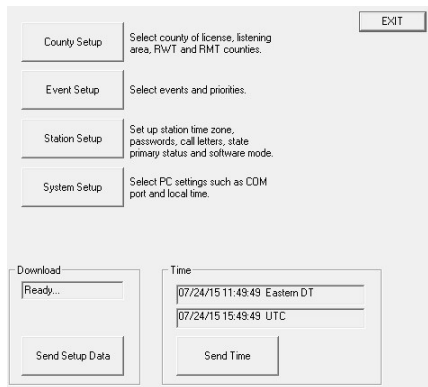 EXIT
County Setup
Select county of license, listening
area, RWT and RMT counties.
Event Setup
Select events and priorities.
Station Setup
Set up station time zone,
passwords, call letters, state
primary status and software mode.
System Setup
Select PC settings such as COM
port and local time.
Download
Ready...
Send Setup Data
Time
07/24/15 11:49:49 Eastern DT
07/24/15 15:49:49 UTC
Send Time